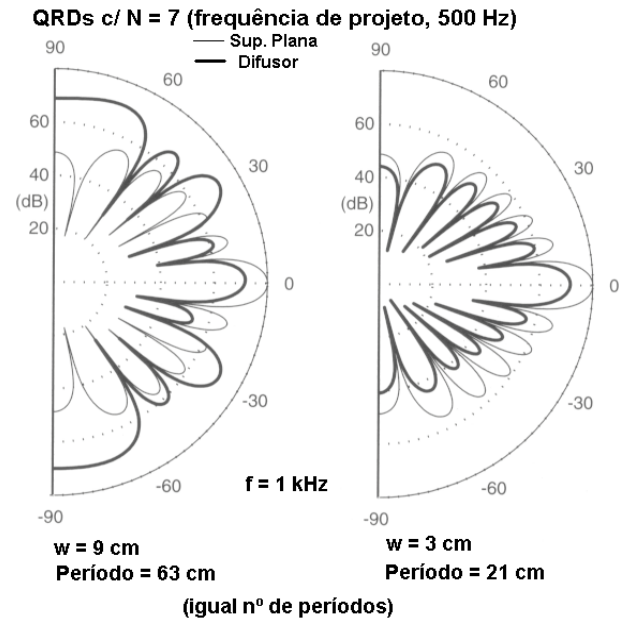 QRDs c/ N = 7 (frequência de projeto, 500 Hz)
Sup. Plana
Difusor
90
60
30
0
-30
-60
-90
60
40
(dB)
20
90
60
30
0
-30
-60
-90
60
40
(dB)
20
f = 1 kHz
w = 9 cm
Período = 63 cm
w = 3 cm
Período = 21 cm
(igual nº de períodos)